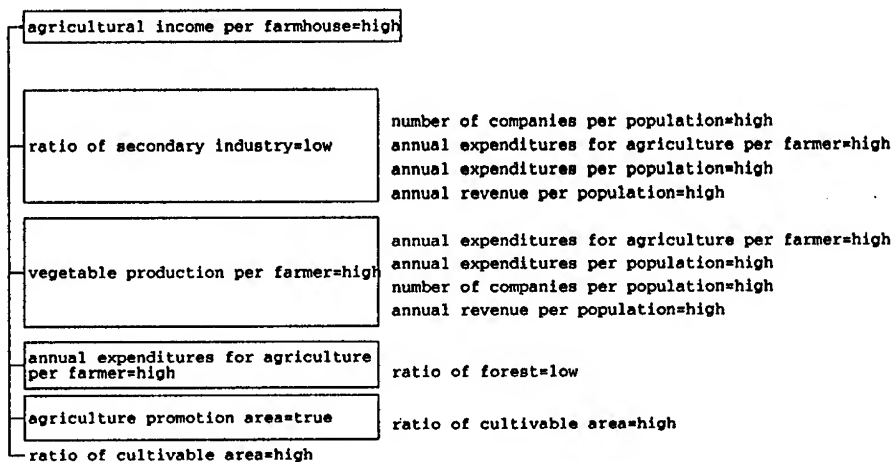 agricultural income per farmhouse=high
ratio of secondary industry=low
number of companies per population=high
annual expenditures for agriculture per farmer=high
annual expenditures per population=high
annual revenue per population=high
vegetable production per farmer=high
annual expenditures for agriculture per farmer=high
annual expenditures per population=high
number of companies per population=high
annual revenue per population=high
annual expenditures for agriculture
per farmer=high
ratio of forest=low
agriculture promotion area=true
ratio of cultivable area=high
ratio of cultivable area=high